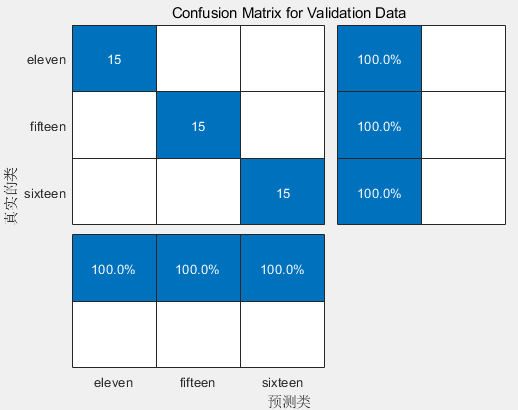 Confusion Matrix for Validation Data
eleven 15 100.0%
fifteen 15 100.0%
sixteen 15 100.0%
真实的类
100.0% 100.0% 100.0%
eleven fifteen sixteen
预测类